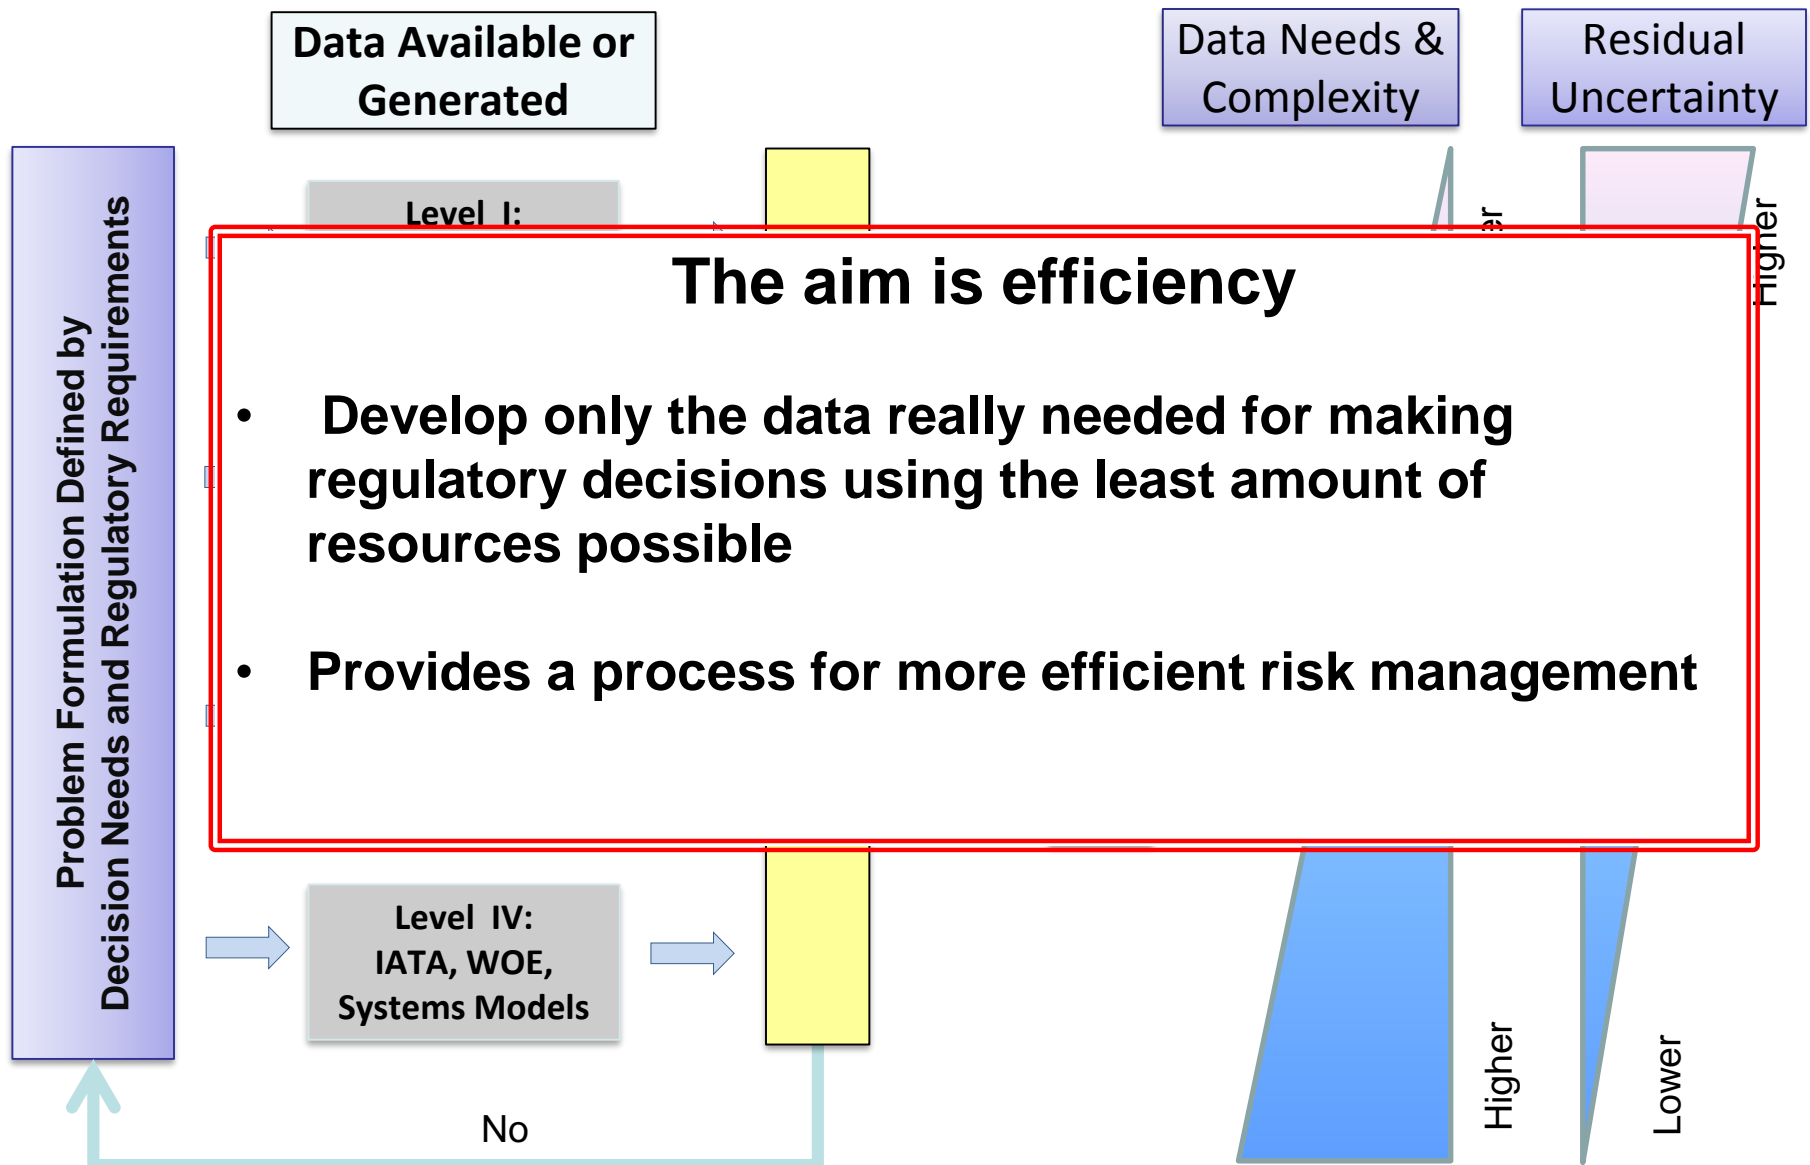 Data Available or
Generated
Data Needs &
Complexity
Residual
Uncertainty
Problem Formulation Defined by
Decision Needs and Regulatory Requirements
Level I:
Higher
The aim is efficiency
• Develop only the data really needed for making
regulatory decisions using the least amount of
resources possible
• Provides a process for more efficient risk management
Level IV:
IATA, WOE,
Systems Models
Higher
Lower
No